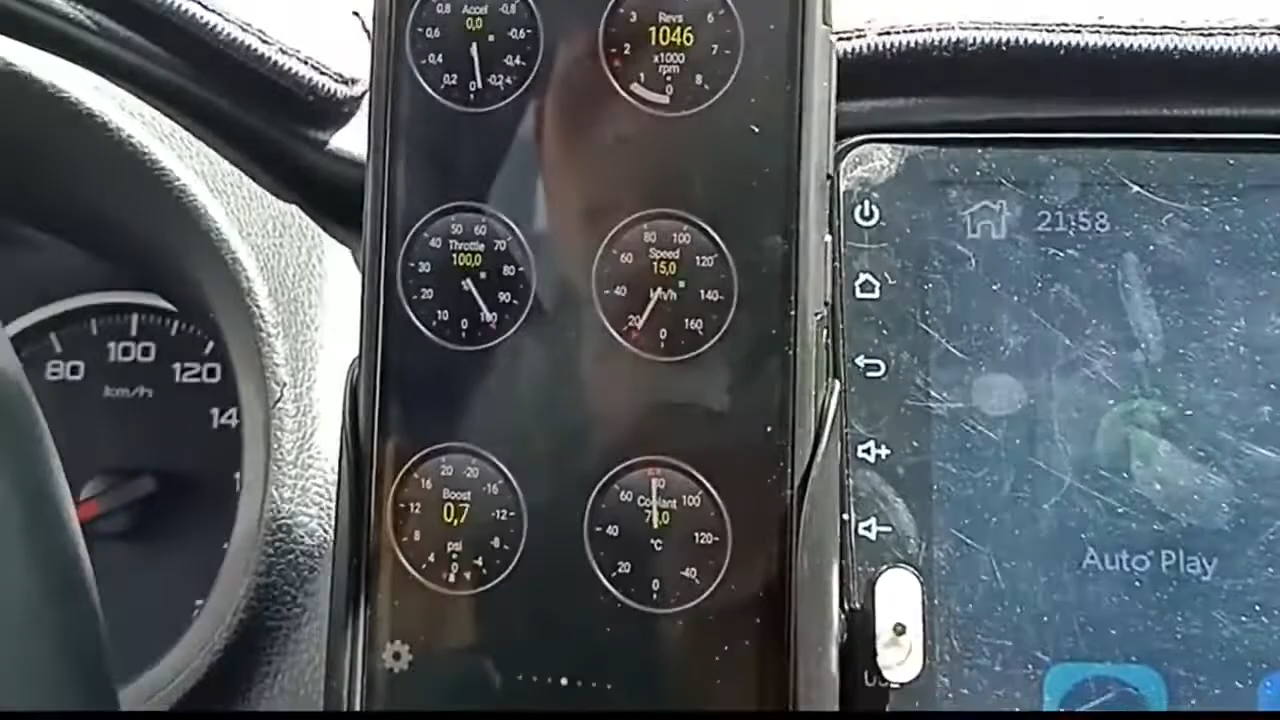 0,8 Accel -0,8
0,0
0,6 -0,6
0,4 -0,4
0,2 0 -0,2
3 Revs 6
1046
2 x1000 7
rpm
1 0 8
50 60
40 Throttle 70
100,0
30 80
20 90
10 0 100
80 100
60 Speed 120
15,0
40 km/h 140
20 0 160
20 -20
16 -16
Boost
12 0,7 -12
8 psi -8
4 0 -4
80
60 Coolant 100
40 °C 120
20 0 -40
80 100 120
km/h
14
21:58
Auto Play